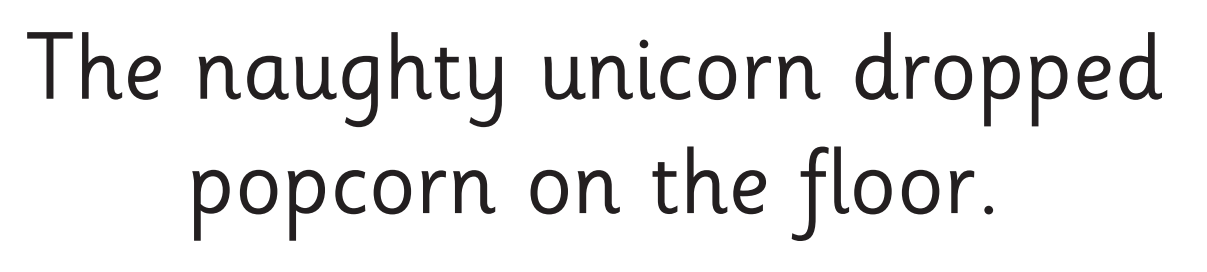 The naughty unicorn dropped
popcorn on the floor.